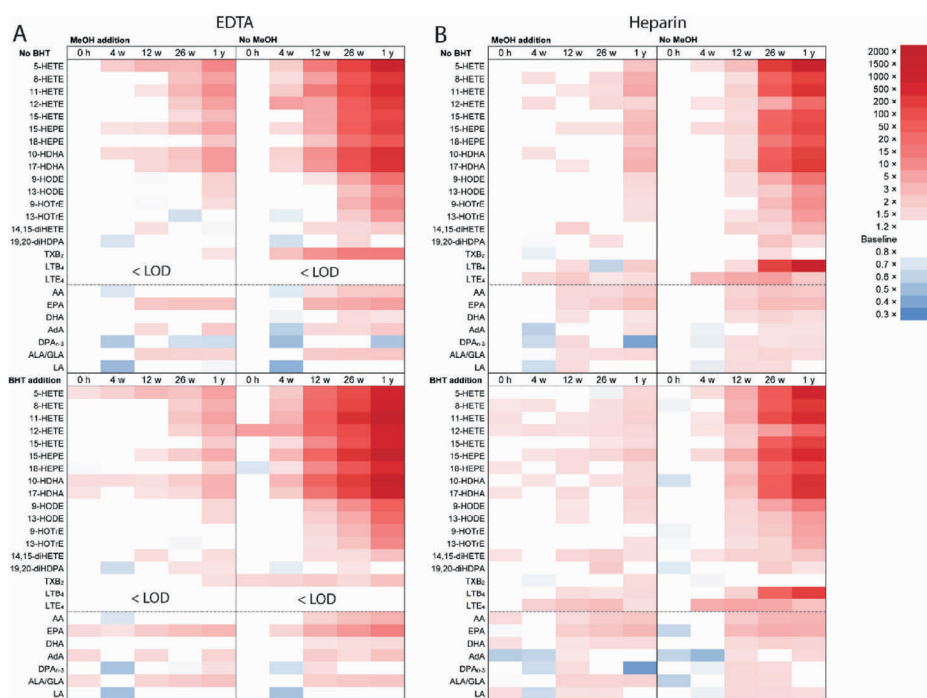 A EDTA
MeOH addition No MeOH
No BHT 0 h 4 w 12 w 26 w 1 y 0 h 4 w 12 w 26 w 1 y
5-HETE
8-HETE
11-HETE
12-HETE
15-HETE
15-HEPE
18-HEPE
10-HDHA
17-HDHA
9-HODE
13-HODE
9-HOTrE
13-HOTrE
14,15-diHETE
19,20-diHDPA
TXB₂
LTB₄ < LOD < LOD
LTE₄
AA
EPA
DHA
AdA
DPAn-3
ALA/GLA
LA
BHT addition 0 h 4 w 12 w 26 w 1 y 0 h 4 w 12 w 26 w 1 y
5-HETE
8-HETE
11-HETE
12-HETE
15-HETE
15-HEPE
18-HEPE
10-HDHA
17-HDHA
9-HODE
13-HODE
9-HOTrE
13-HOTrE
14,15-diHETE
19,20-diHDPA
TXB₂
LTB₄ < LOD < LOD
LTE₄
AA
EPA
DHA
AdA
DPAn-3
ALA/GLA
LA
B Heparin
MeOH addition No MeOH
No BHT 0 h 4 w 12 w 26 w 1 y 0 h 4 w 12 w 26 w 1 y
5-HETE
8-HETE
11-HETE
12-HETE
15-HETE
15-HEPE
18-HEPE
10-HDHA
17-HDHA
9-HODE
13-HODE
9-HOTrE
13-HOTrE
14,15-diHETE
19,20-diHDPA
TXB₂
LTB₄
LTE₄
AA
EPA
DHA
AdA
DPAn-3
ALA/GLA
LA
BHT addition 0 h 4 w 12 w 26 w 1 y 0 h 4 w 12 w 26 w 1 y
5-HETE
8-HETE
11-HETE
12-HETE
15-HETE
15-HEPE
18-HEPE
10-HDHA
17-HDHA
9-HODE
13-HODE
9-HOTrE
13-HOTrE
14,15-diHETE
19,20-diHDPA
TXB₂
LTB₄
LTE₄
AA
EPA
DHA
AdA
DPAn-3
ALA/GLA
LA
2000 ×
1500 ×
1000 ×
500 ×
200 ×
100 ×
50 ×
20 ×
15 ×
10 ×
5 ×
3 ×
2 ×
1.5 ×
1.2 ×
Baseline
0.8 ×
0.7 ×
0.6 ×
0.5 ×
0.4 ×
0.3 ×